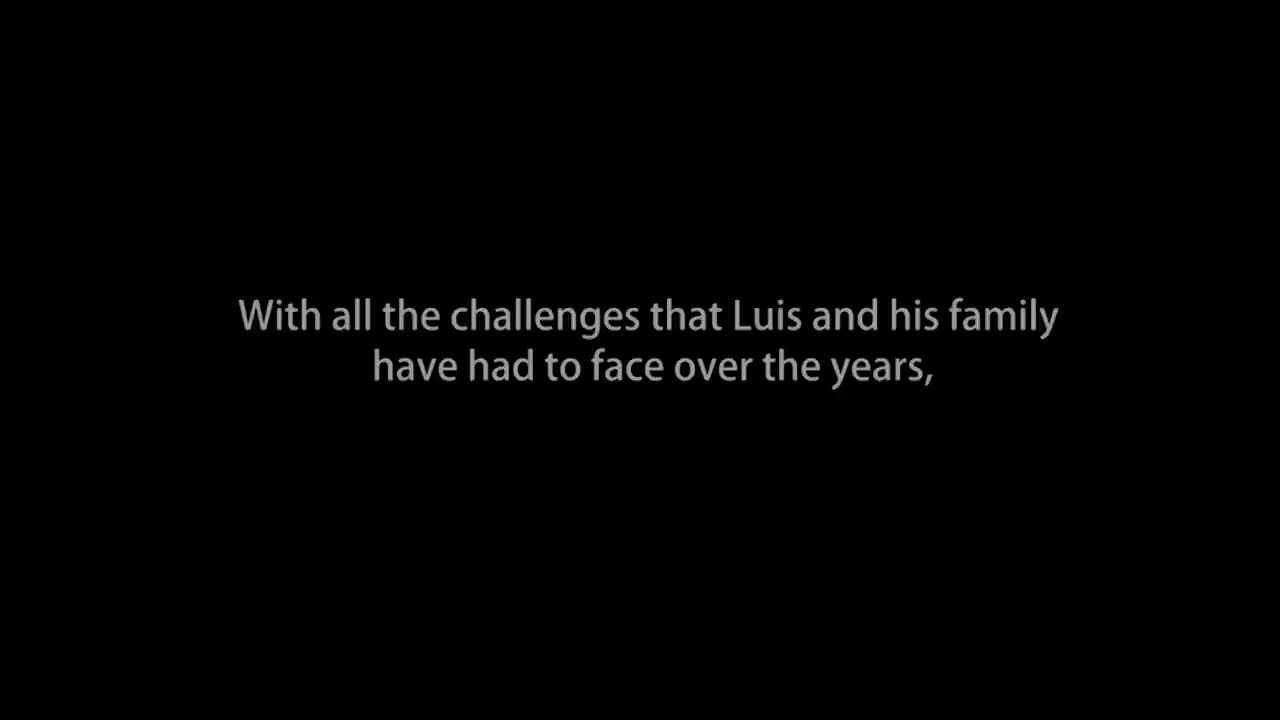 With all the challenges that Luis and his family
have had to face over the years,